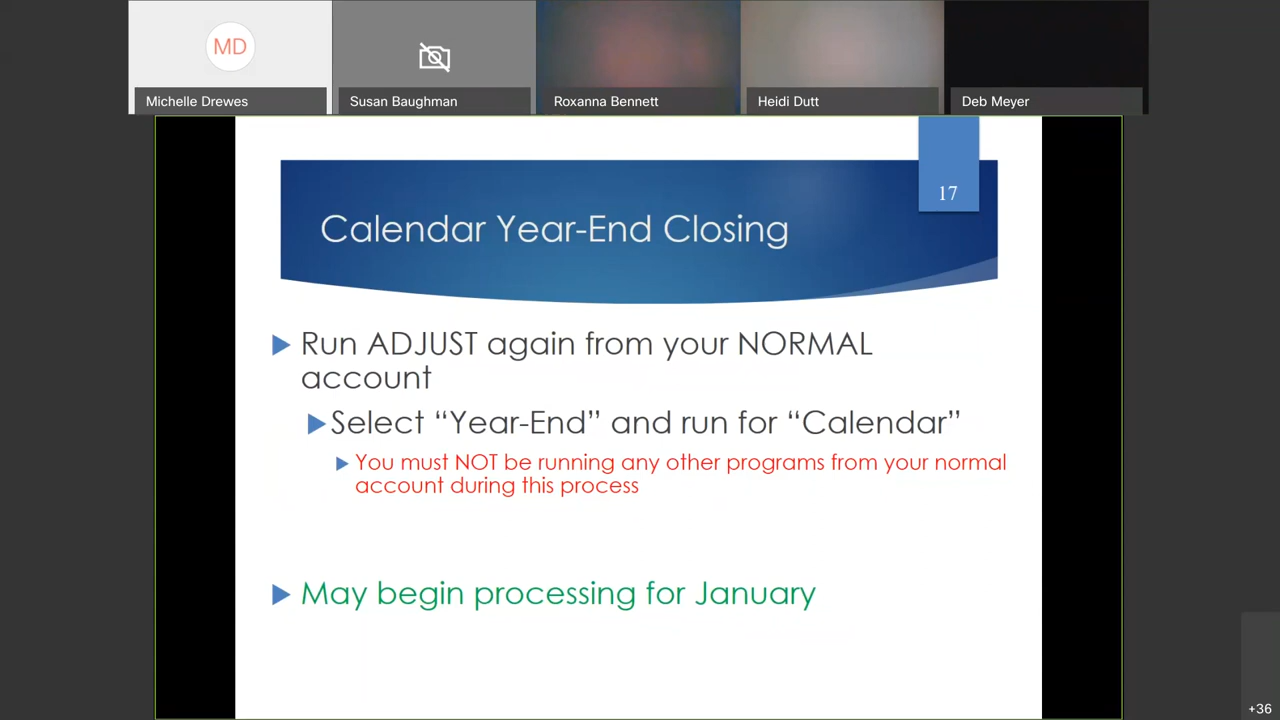 MD
Michelle Drewes
Susan Baughman
Roxanna Bennett
Heidi Dutt
Deb Meyer
17
Calendar Year-End Closing
Run ADJUST again from your NORMAL
account
Select “Year-End” and run for “Calendar”
You must NOT be running any other programs from your normal
account during this process
May begin processing for January
+36